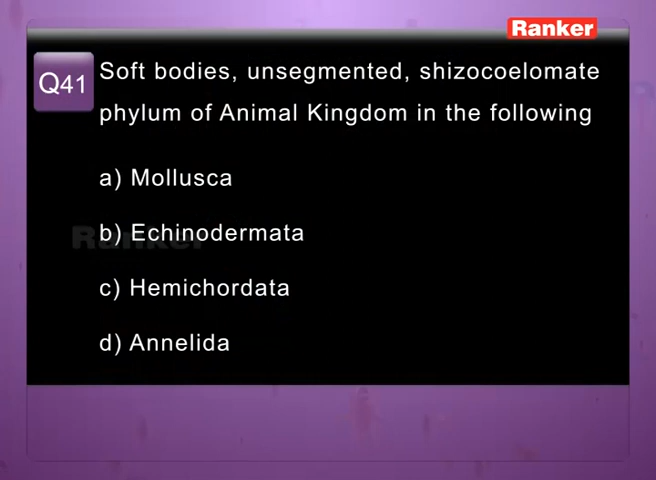 Ranker
Q41
Soft bodies, unsegmented, shizocoelomate
phylum of Animal Kingdom in the following
a) Mollusca
b) Echinodermata
c) Hemichordata
d) Annelida